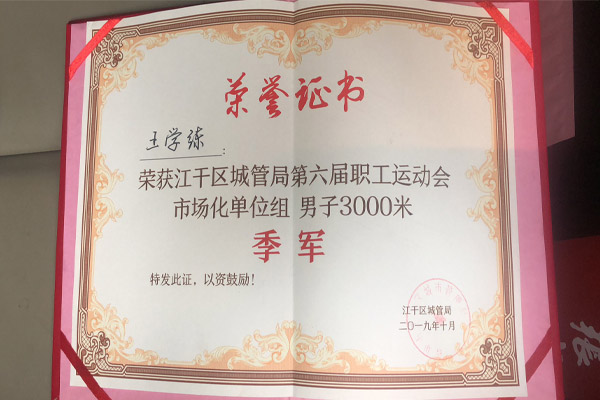 荣誉证书
王学练
:
荣获江干区城管局第六届职工运动会
市场化单位组 男子3000米
季军
特发此证，以资鼓励！
江干区城管局
二〇一九年十月